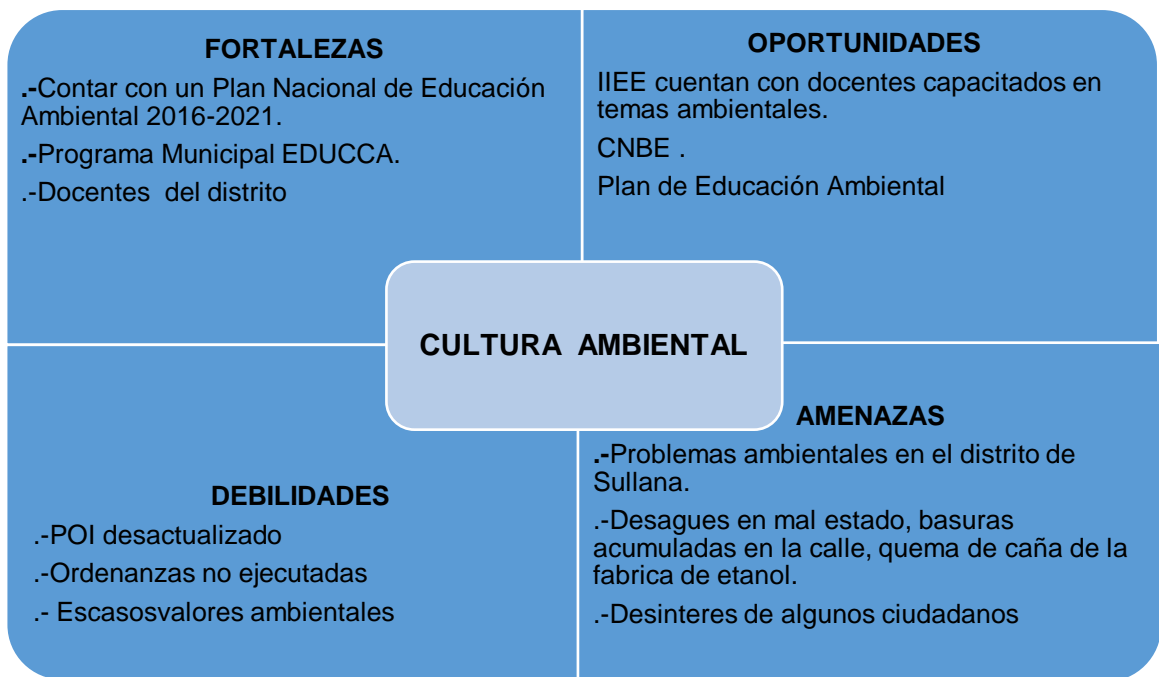 FORTALEZAS
.-Contar con un Plan Nacional de Educación
Ambiental 2016-2021.
.-Programa Municipal EDUCCA.
.-Docentes del distrito
OPORTUNIDADES
IIEE cuentan con docentes capacitados en
temas ambientales.
CNBE .
Plan de Educación Ambiental
CULTURA AMBIENTAL
DEBILIDADES
.-POI desactualizado
.-Ordenanzas no ejecutadas
.- Escasosvalores ambientales
AMENAZAS
.-Problemas ambientales en el distrito de
Sullana.
.-Desagues en mal estado, basuras
acumuladas en la calle, quema de caña de la
fabrica de etanol.
.-Desinteres de algunos ciudadanos